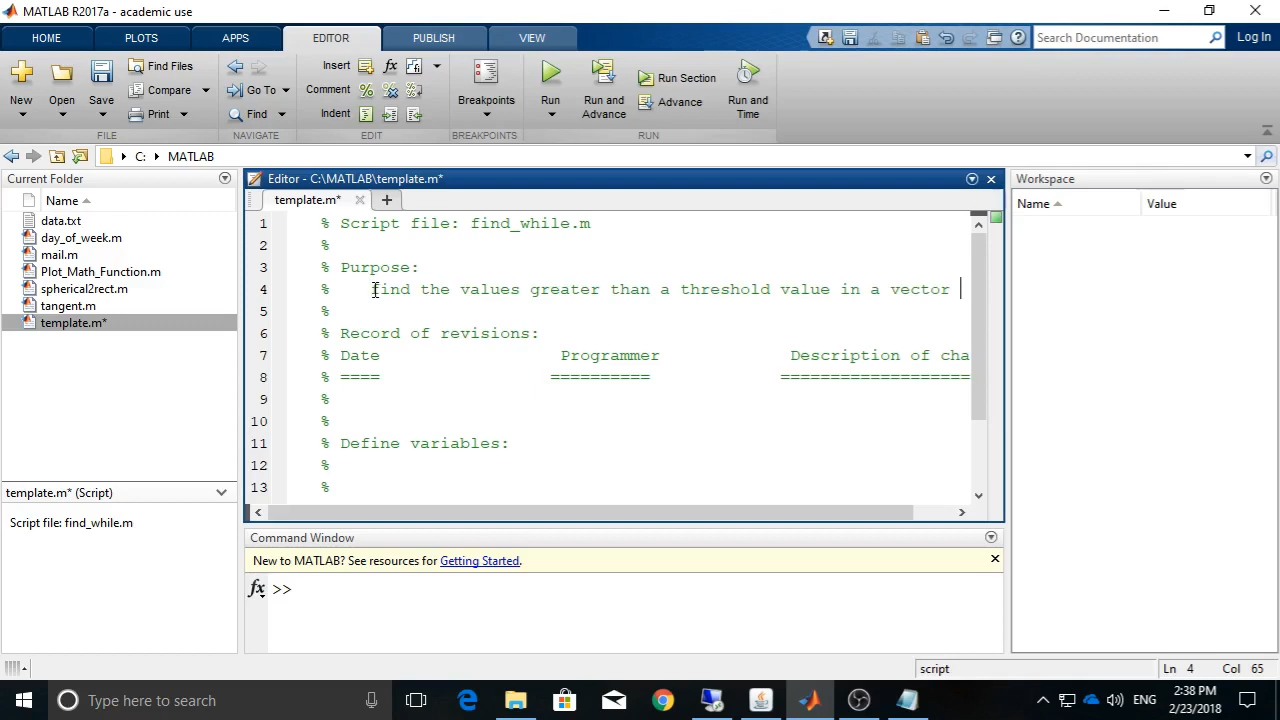 MATLAB R2017a - academic use
HOME PLOTS APPS EDITOR PUBLISH VIEW Search Documentation Log In
New Open Save Find Files Compare Print
FILE
Go To Find
NAVIGATE
Insert Comment Indent
EDIT
Breakpoints
BREAKPOINTS
Run Run and Advance Run Section Advance Run and Time
RUN
C: MATLAB
Current Folder
Name
data.txt
day_of_week.m
mail.m
Plot_Math_Function.m
spherical2rect.m
tangent.m
template.m*
template.m* (Script)
Script file: find_while.m
Editor - C:\MATLAB\template.m*
template.m*
1 % Script file: find_while.m
2 %
3 % Purpose:
4 % find the values greater than a threshold value in a vector
5 %
6 % Record of revisions:
7 % Date Programmer Description of cha
8 % ==== ========== ===================
9 %
10 %
11 % Define variables:
12 %
13 %
Command Window
New to MATLAB? See resources for Getting Started.
fx >>
Workspace
Name Value
script Ln 4 Col 65
Type here to search
ENG
2:38 PM
2/23/2018